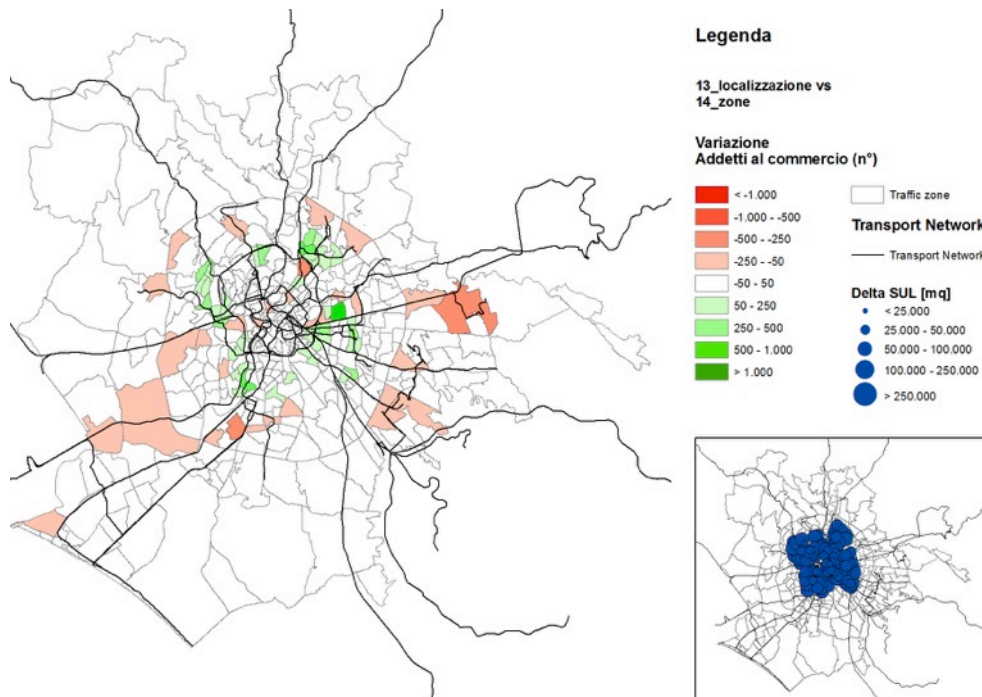 Legenda
13_localizzazione vs
14_zone
Variazione
Addetti al commercio (n°)
< -1.000
-1.000 - -500
-500 - -250
-250 - -50
-50 - 50
50 - 250
250 - 500
500 - 1.000
> 1.000
Traffic zone
Transport Network
Transport Network
Delta SUL [mq]
< 25.000
25.000 - 50.000
50.000 - 100.000
100.000 - 250.000
> 250.000